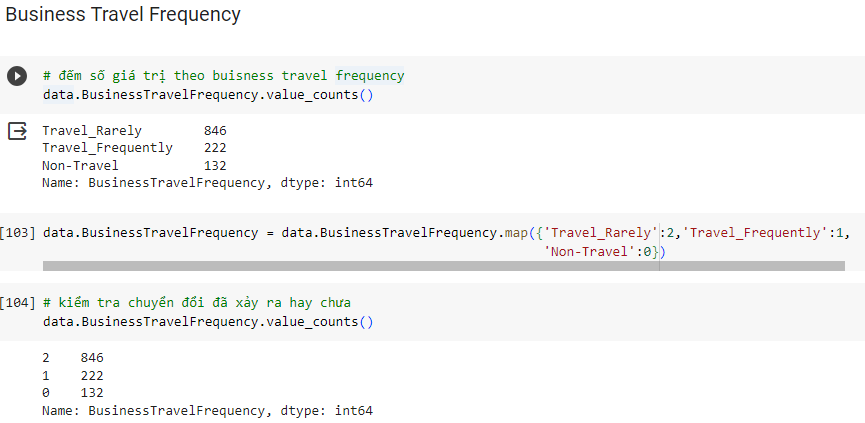 Business Travel Frequency
# đếm số giá trị theo buisness travel frequency
data.BusinessTravelFrequency.value_counts()
Travel_Rarely        846
Travel_Frequently    222
Non-Travel           132
Name: BusinessTravelFrequency, dtype: int64
[103] data.BusinessTravelFrequency = data.BusinessTravelFrequency.map({'Travel_Rarely':2,'Travel_Frequently':1,
'Non-Travel':0})
[104] # kiểm tra chuyển đổi đã xảy ra hay chưa
data.BusinessTravelFrequency.value_counts()
2    846
1    222
0    132
Name: BusinessTravelFrequency, dtype: int64